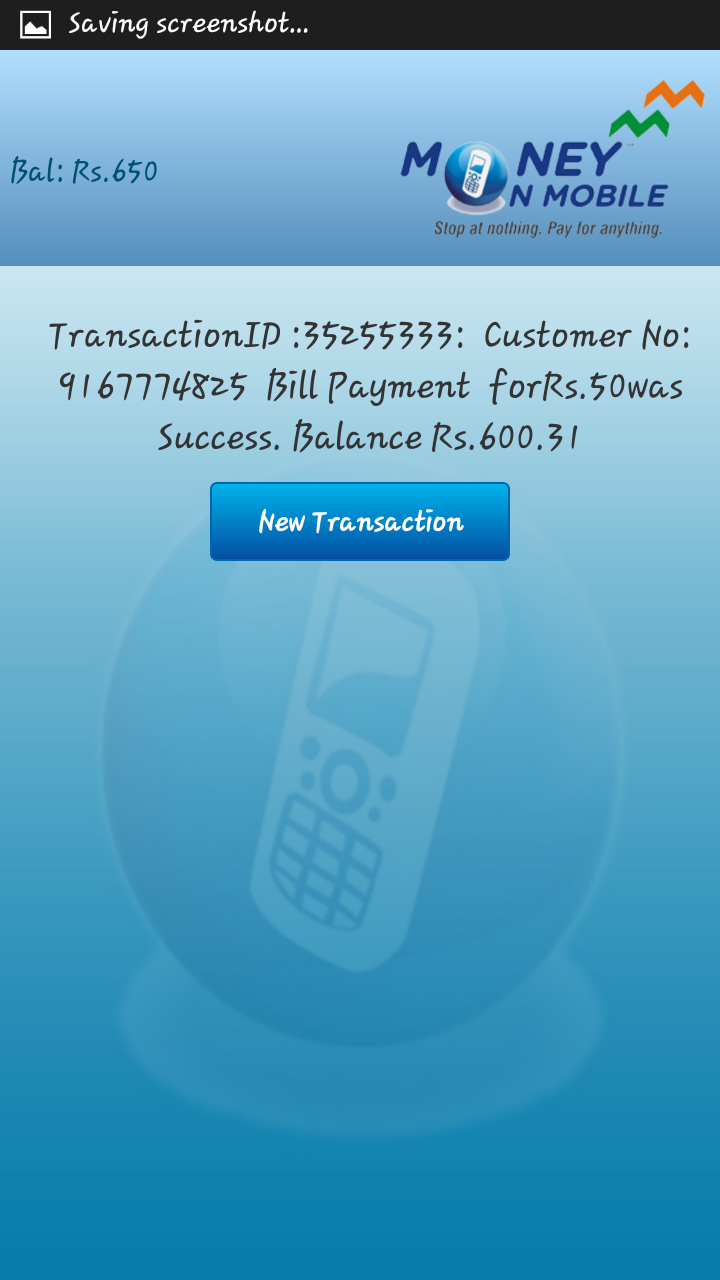 Saving screenshot...
Bal: Rs.650
MONEY
ON MOBILE
Stop at nothing. Pay for anything.
TransactionID :35255333:  Customer No:
9167774825  Bill Payment  forRs.50was
Success. Balance Rs.600.31
New Transaction